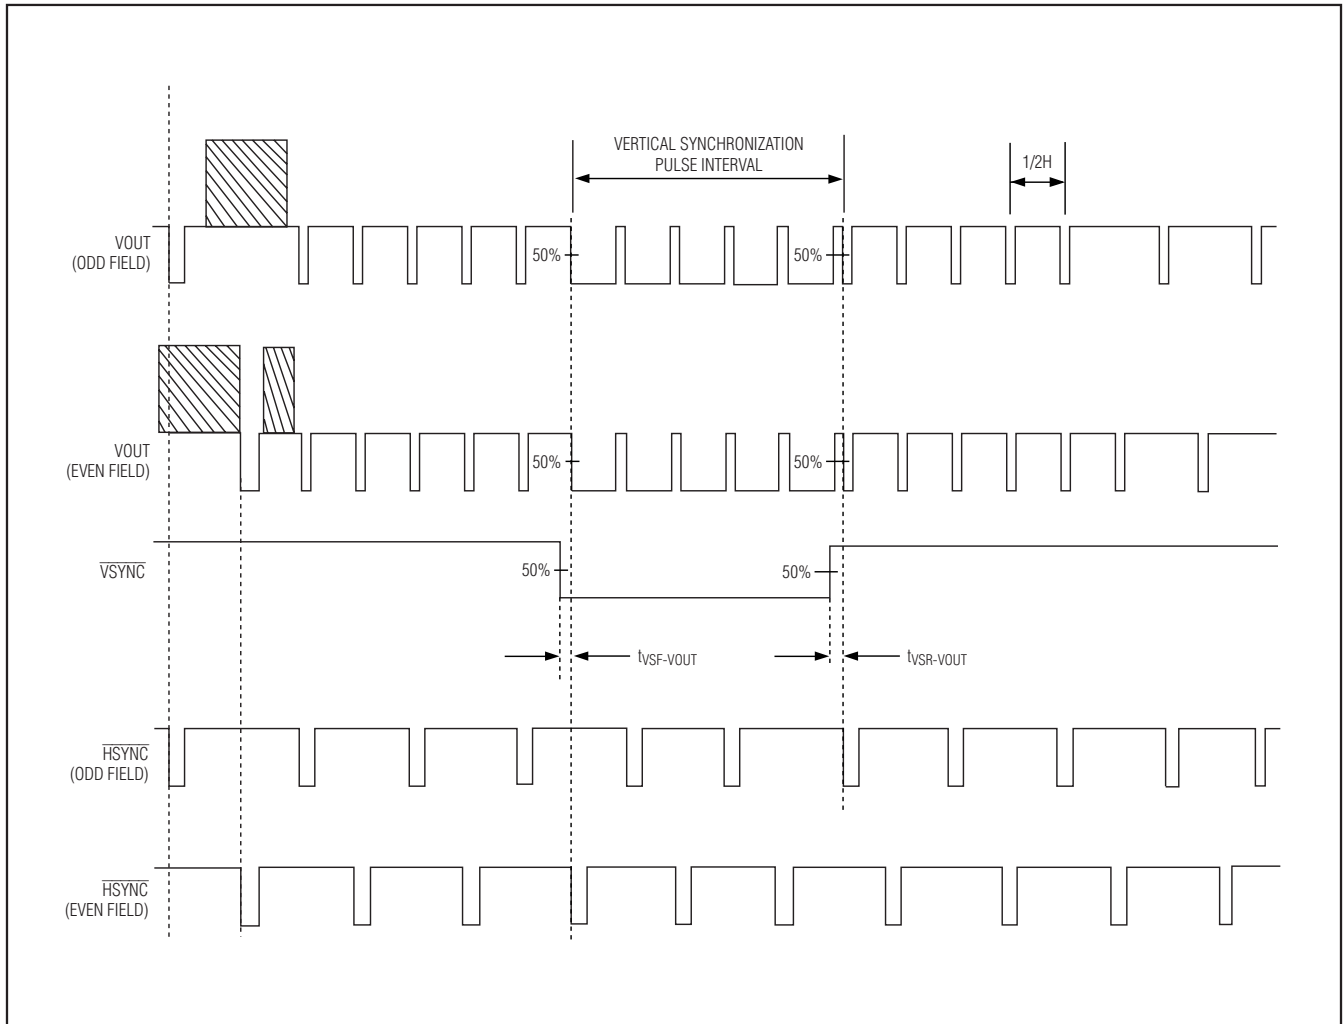 VERTICAL SYNCHRONIZATION
PULSE INTERVAL
1/2H
VOUT
(ODD FIELD)
50%
50%
VOUT
(EVEN FIELD)
50%
50%
VSYNC
50%
50%
tVSF-VOUT
tVSR-VOUT
HSYNC
(ODD FIELD)
HSYNC
(EVEN FIELD)